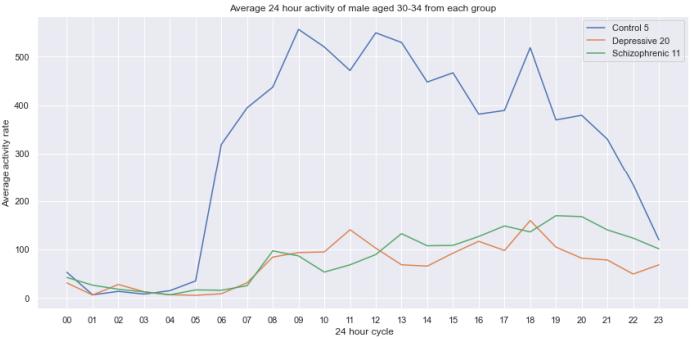 Average 24 hour activity of male aged 30-34 from each group
Control 5
Depressive 20
Schizophrenic 11
Average activity rate
500
400
300
200
100
0
00 01 02 03 04 05 06 07 08 09 10 11 12 13 14 15 16 17 18 19 20 21 22 23
24 hour cycle